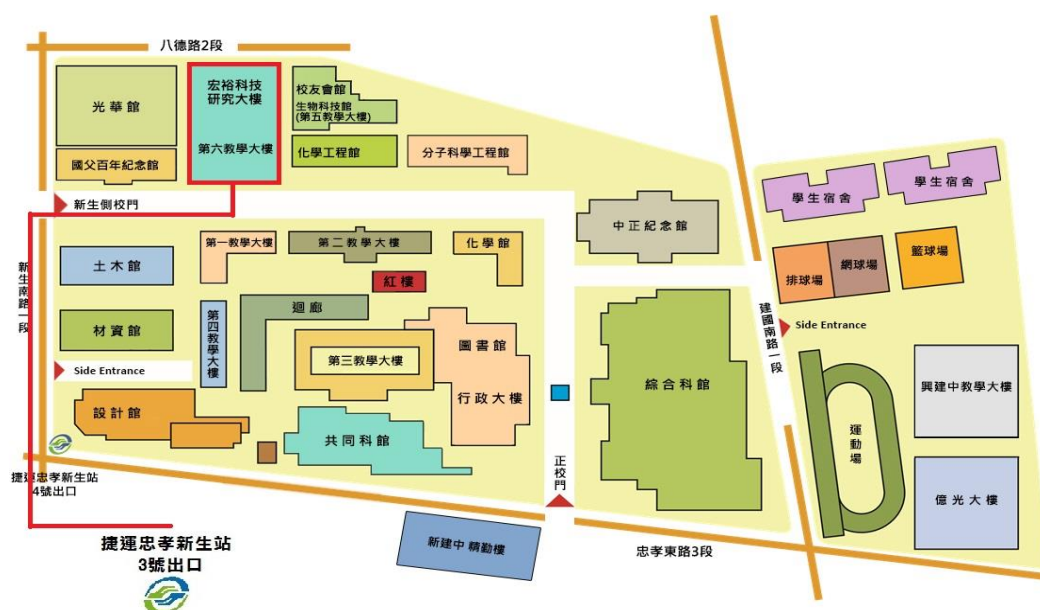 八德路2段
光華館
宏裕科技
研究大樓
第六教學大樓
校友會館
生物科技館
(第五教學大樓)
國父百年紀念館
化學工程館
分子科學工程館
學生宿舍
學生宿舍
新生側校門
中正紀念館
第一教學大樓
第二教學大樓
化學館
土木館
紅樓
排球場
網球場
籃球場
新生南路一段
迴廊
材資館
第四教學大樓
圖書館
第三教學大樓
建國南路一段
Side Entrance
Side Entrance
綜合科館
興建中教學大樓
行政大樓
設計館
共同科館
運動場
正校門
億光大樓
捷運忠孝新生站
4號出口
新建中 精勤樓
忠孝東路3段
捷運忠孝新生站
3號出口